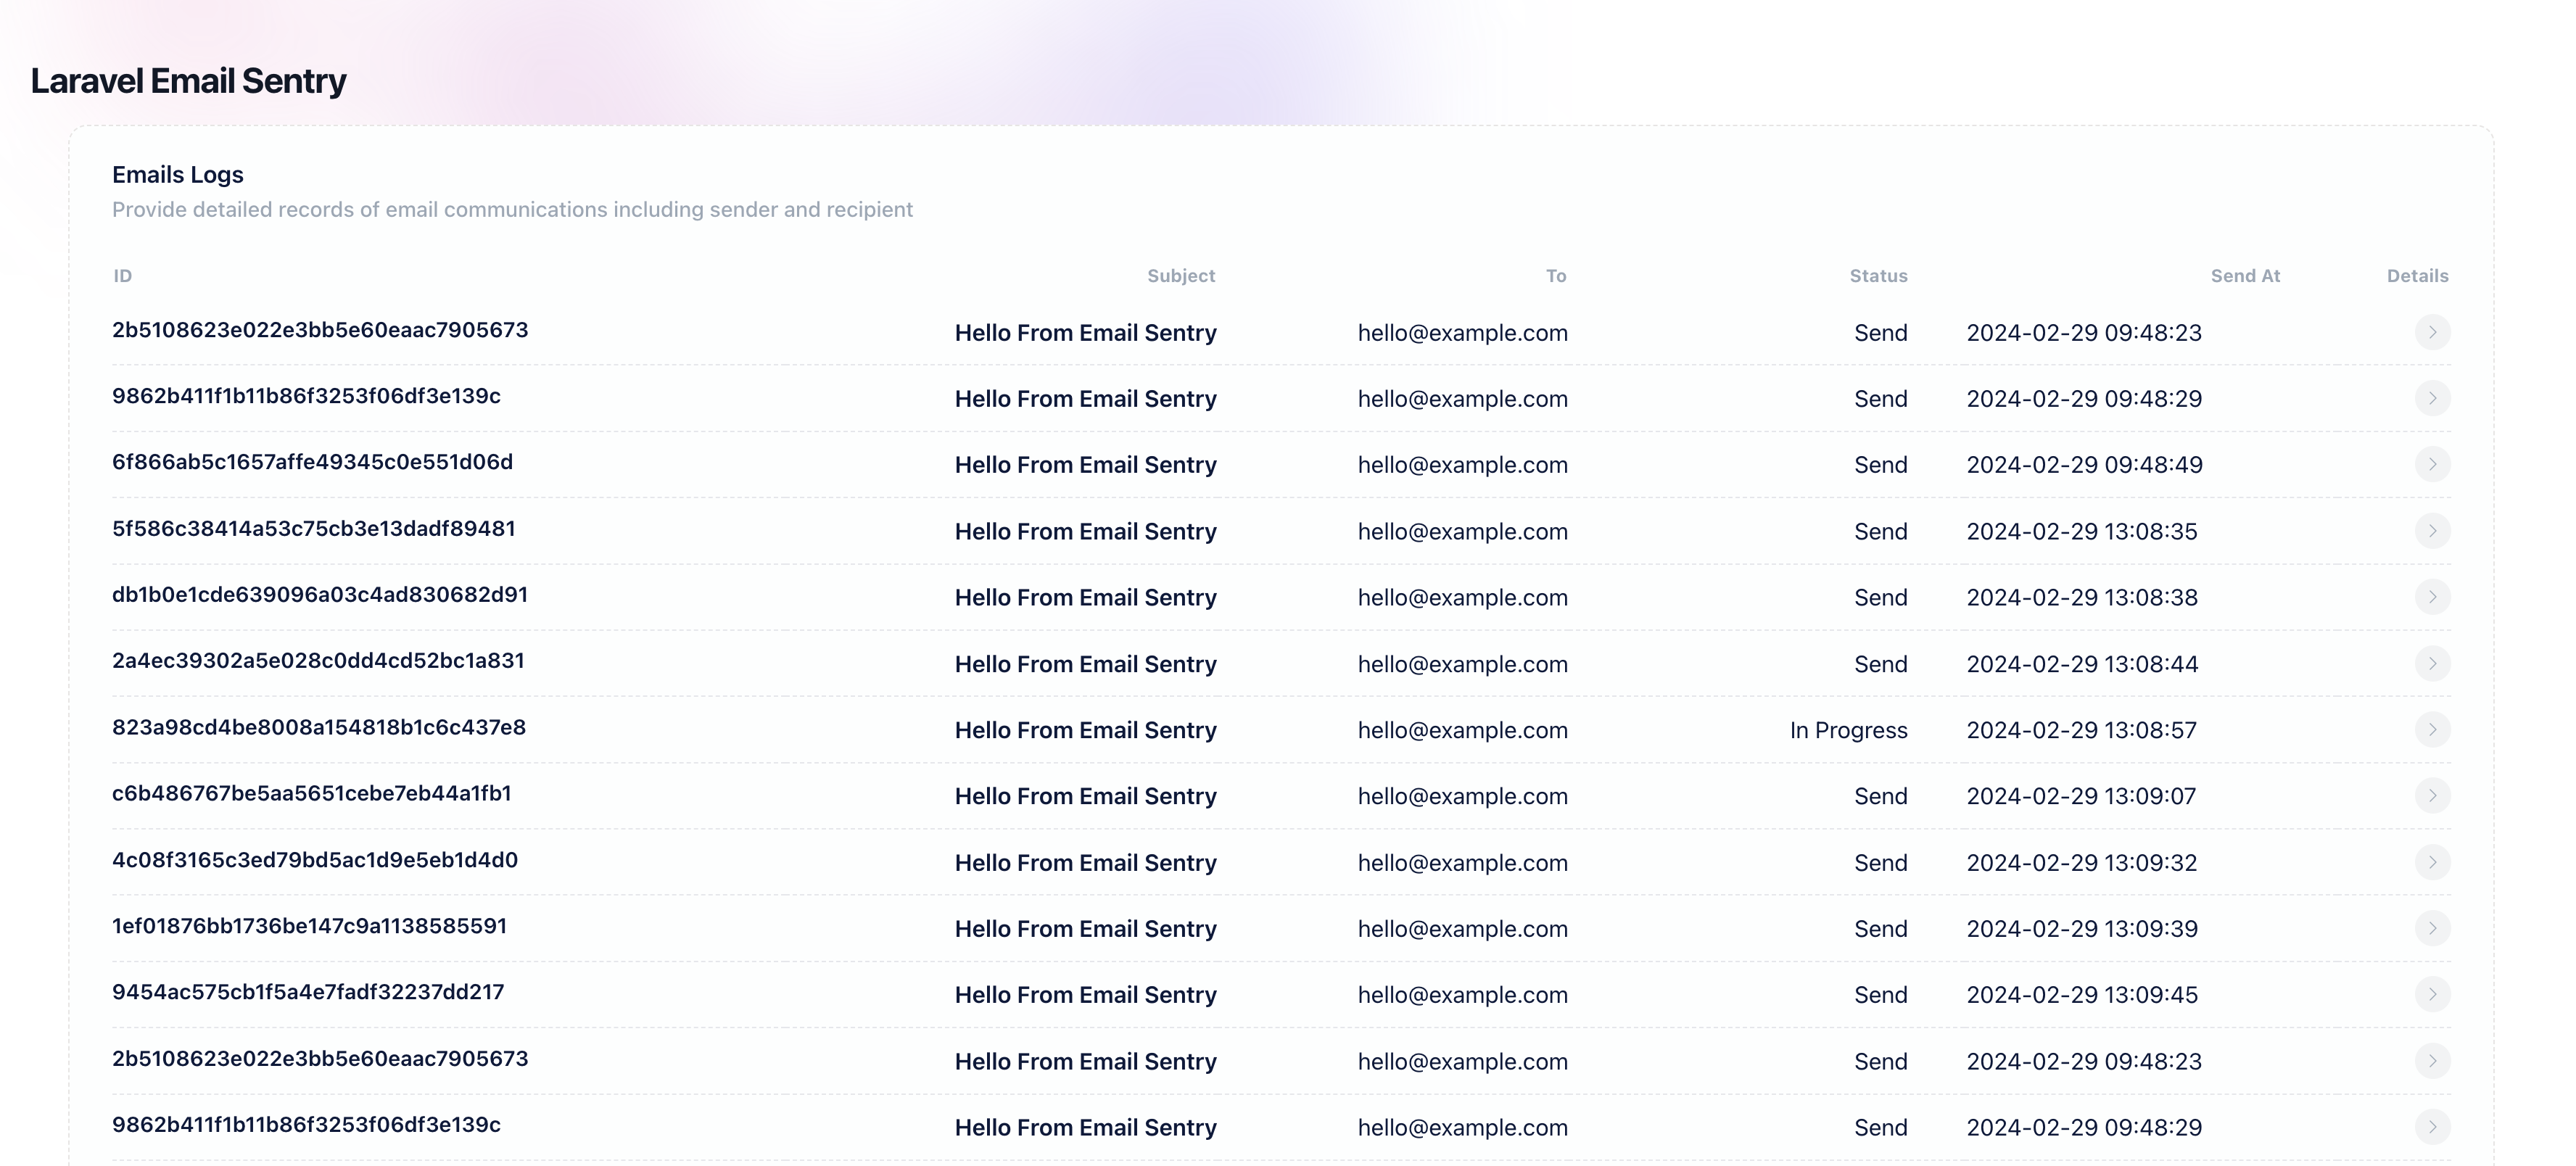 Laravel Email Sentry
Emails Logs
Provide detailed records of email communications including sender and recipient
ID Subject To Status Send At Details
2b5108623e022e3bb5e60eaac7905673 Hello From Email Sentry hello@example.com Send 2024-02-29 09:48:23
9862b411f1b11b86f3253f06df3e139c Hello From Email Sentry hello@example.com Send 2024-02-29 09:48:29
6f866ab5c1657affe49345c0e551d06d Hello From Email Sentry hello@example.com Send 2024-02-29 09:48:49
5f586c38414a53c75cb3e13dadf89481 Hello From Email Sentry hello@example.com Send 2024-02-29 13:08:35
db1b0e1cde639096a03c4ad830682d91 Hello From Email Sentry hello@example.com Send 2024-02-29 13:08:38
2a4ec39302a5e028c0dd4cd52bc1a831 Hello From Email Sentry hello@example.com Send 2024-02-29 13:08:44
823a98cd4be8008a154818b1c6c437e8 Hello From Email Sentry hello@example.com In Progress 2024-02-29 13:08:57
c6b486767be5aa5651cebe7eb44a1fb1 Hello From Email Sentry hello@example.com Send 2024-02-29 13:09:07
4c08f3165c3ed79bd5ac1d9e5eb1d4d0 Hello From Email Sentry hello@example.com Send 2024-02-29 13:09:32
1ef01876bb1736be147c9a1138585591 Hello From Email Sentry hello@example.com Send 2024-02-29 13:09:39
9454ac575cb1f5a4e7fadf32237dd217 Hello From Email Sentry hello@example.com Send 2024-02-29 13:09:45
2b5108623e022e3bb5e60eaac7905673 Hello From Email Sentry hello@example.com Send 2024-02-29 09:48:23
9862b411f1b11b86f3253f06df3e139c Hello From Email Sentry hello@example.com Send 2024-02-29 09:48:29